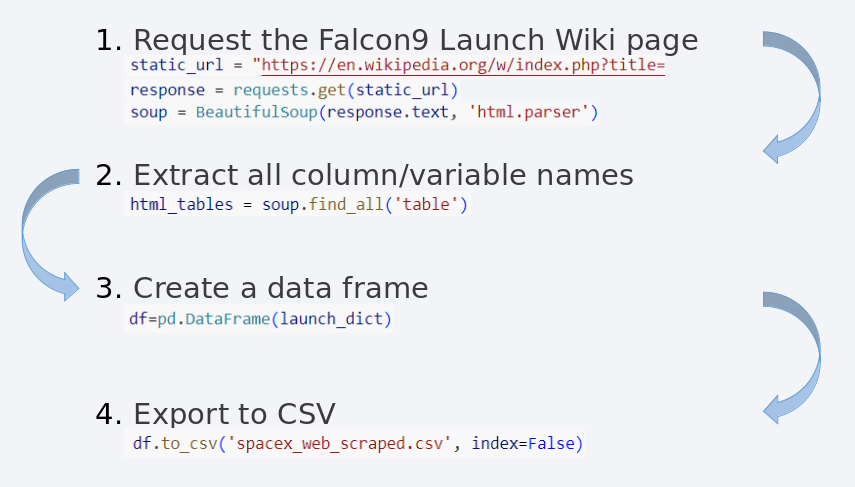 1. Request the Falcon9 Launch Wiki page
static_url = "https://en.wikipedia.org/w/index.php?title=
response = requests.get(static_url)
soup = BeautifulSoup(response.text, 'html.parser')
2. Extract all column/variable names
html_tables = soup.find_all('table')
3. Create a data frame
df=pd.DataFrame(launch_dict)
4. Export to CSV
df.to_csv('spacex_web_scraped.csv', index=False)